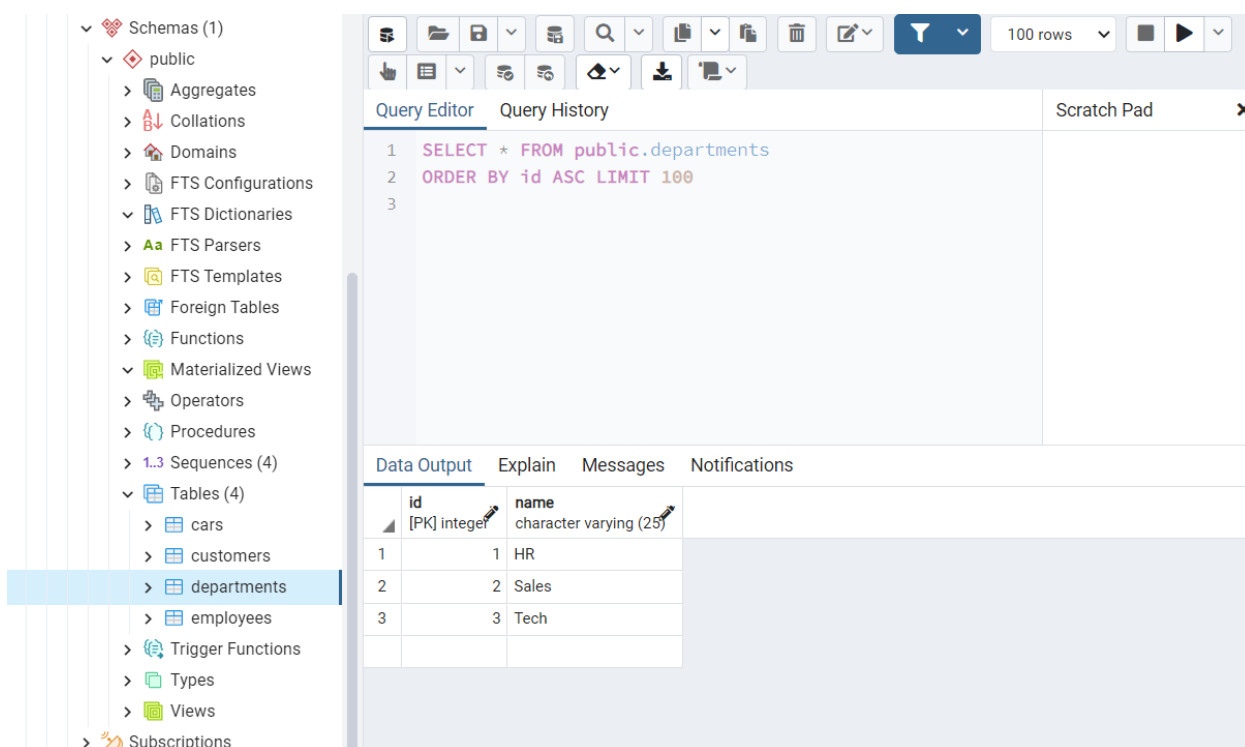 Schemas (1)
public
Aggregates
Collations
Domains
FTS Configurations
FTS Dictionaries
Aa FTS Parsers
FTS Templates
Foreign Tables
Functions
Materialized Views
Operators
Procedures
1..3 Sequences (4)
Tables (4)
cars
customers
departments
employees
Trigger Functions
Types
Views
Subscriptions
100 rows
Query Editor Query History
Scratch Pad
1 SELECT * FROM public.departments
2 ORDER BY id ASC LIMIT 100
3
Data Output Explain Messages Notifications
id name
[PK] integer character varying (25)
1 1 HR
2 2 Sales
3 3 Tech